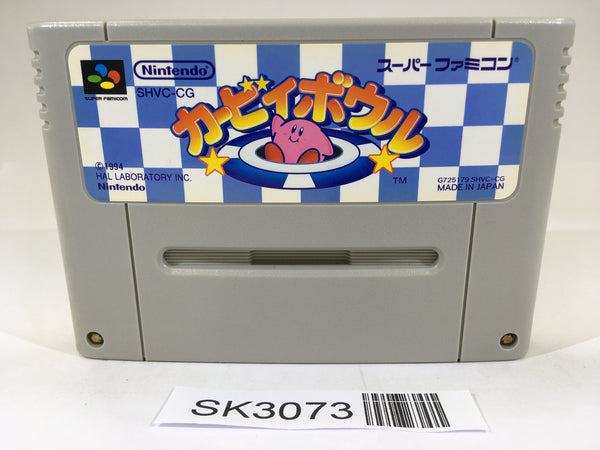 Nintendo
スーパー ファミコン
SUPER FAMICOM
SHVC-CG
カービィボウル
©1994
HAL LABORATORY INC.
Nintendo
TM
G725179 SHVC-CG
MADE IN JAPAN
SK3073